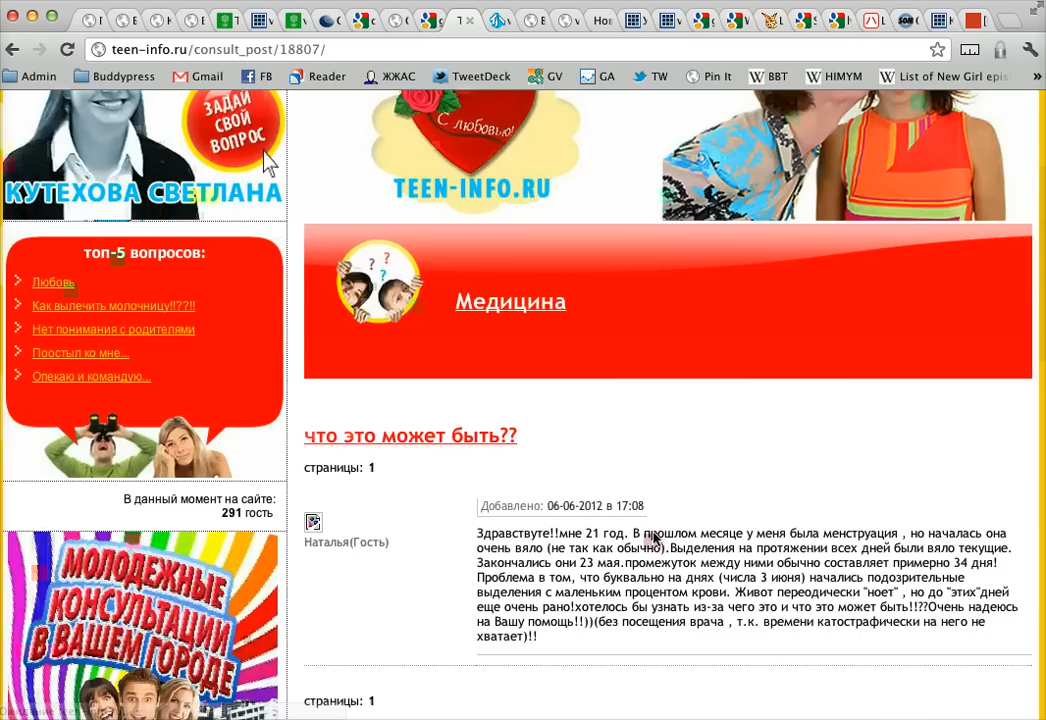 teen-info.ru/consult_post/18807/
Admin
Buddypress
Gmail
FB
Reader
ЖЖАС
TweetDeck
GV
GA
TW
Pin It
BBT
HIMYM
List of New Girl epis
ЗАДАЙ
СВОЙ
ВОПРОС
КУТЕХОВА СВЕТЛАНА
С любовью!
TEEN-INFO.RU
топ-5 вопросов:
Любовь
Как вылечить молочницу!!??!!
Нет понимания с родителями
Поостыл ко мне...
Опекаю и командую...
В данный момент на сайте:
291 гость
МОЛОДЕЖНЫЕ
КОНСУЛЬТАЦИИ
В ВАШЕМ ГОРОДЕ
Медицина
что это может быть??
страницы: 1
Добавлено: 06-06-2012 в 17:08
Наталья(Гость)
Здравствуте!!мне 21 год. В прошлом месяце у меня была менструация , но началась она
очень вяло (не так как обычно).Выделения на протяжении всех дней были вяло текущие.
Закончались они 23 мая.промежуток между ними обычно составляет примерно 34 дня!
Проблема в том, что буквально на днях (числа 3 июня) начались подозрительные
выделения с маленьким процентом крови. Живот переодически "ноет" , но до "этих"дней
еще очень рано!хотелось бы узнать из-за чего это и что это может быть!!??Очень надеюсь
на Вашу помощь!!))(без посещения врача , т.к. времени катострафически на него не
хватает)!!
страницы: 1